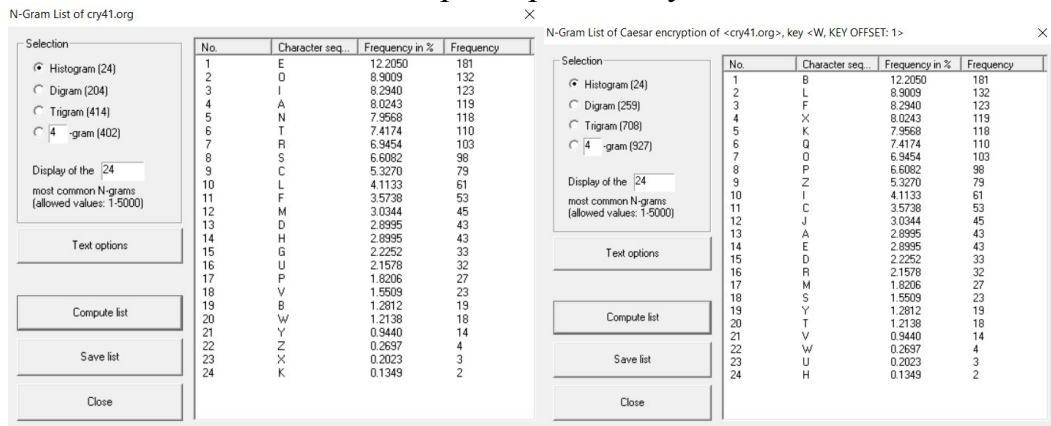 N-Gram List of cry41.org
Selection
Histogram (24)
Digram (204)
Trigram (414)
4 -gram (402)
Display of the 24
most common N-grams
(allowed values: 1-5000)
Text options
Compute list
Save list
Close
No. Character seq... Frequency in % Frequency
1 E 12.2050 181
2 O 8.9009 132
3 I 8.2940 123
4 A 8.0243 119
5 N 7.9568 118
6 T 7.4174 110
7 R 6.9454 103
8 S 6.6082 98
9 C 5.3270 79
10 L 4.1133 61
11 F 3.5738 53
12 M 3.0344 45
13 D 2.8995 43
14 H 2.8995 43
15 G 2.2252 33
16 U 2.1578 32
17 P 1.8206 27
18 V 1.5509 23
19 B 1.2812 19
20 W 1.2138 18
21 Y 0.9440 14
22 Z 0.2697 4
23 X 0.2023 3
24 K 0.1349 2
N-Gram List of Caesar encryption of <cry41.org>, key <W, KEY OFFSET: 1>
Selection
Histogram (24)
Digram (259)
Trigram (708)
4 -gram (927)
Display of the 24
most common N-grams
(allowed values: 1-5000)
Text options
Compute list
Save list
Close
No. Character seq... Frequency in % Frequency
1 B 12.2050 181
2 L 8.9009 132
3 F 8.2940 123
4 X 8.0243 119
5 K 7.9568 118
6 Q 7.4174 110
7 O 6.9454 103
8 P 6.6082 98
9 Z 5.3270 79
10 I 4.1133 61
11 C 3.5738 53
12 J 3.0344 45
13 A 2.8995 43
14 E 2.8995 43
15 D 2.2252 33
16 R 2.1578 32
17 M 1.8206 27
18 S 1.5509 23
19 Y 1.2812 19
20 T 1.2138 18
21 V 0.9440 14
22 W 0.2697 4
23 U 0.2023 3
24 H 0.1349 2